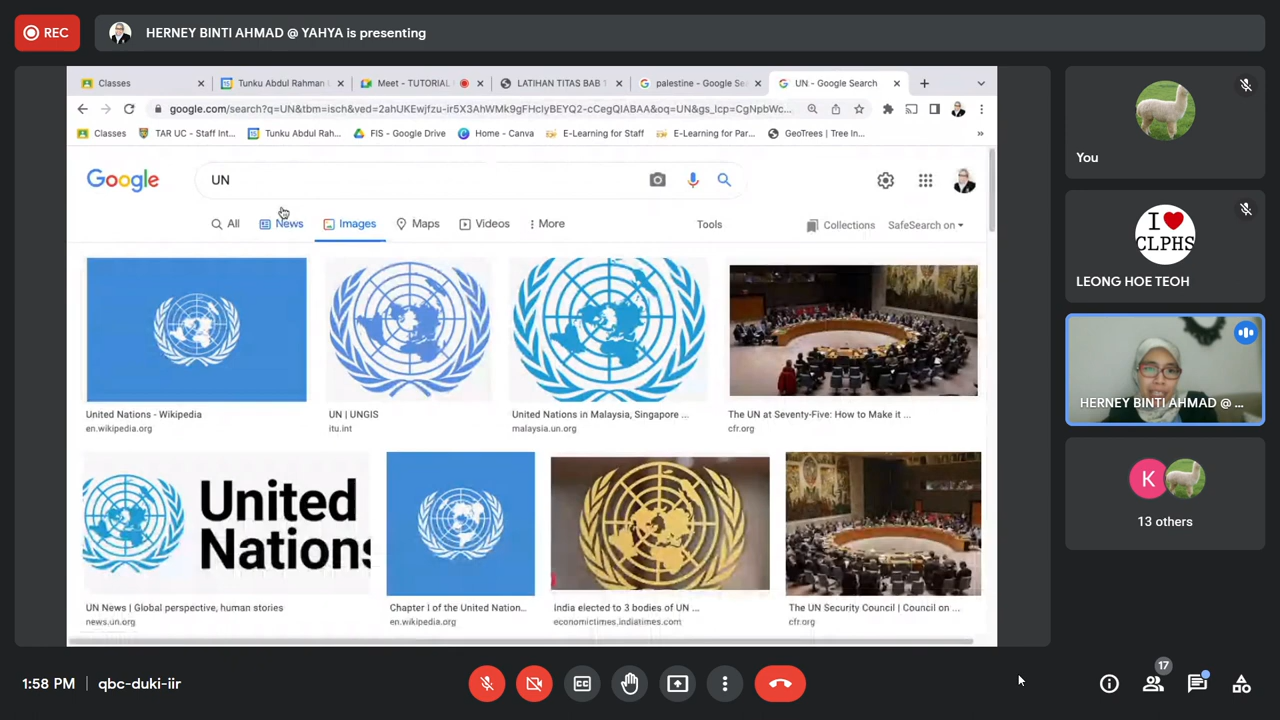 REC
HERNEY BINTI AHMAD @ YAHYA is presenting
Classes
Tunku Abdul Rahman
Meet - TUTORIAL
LATIHAN TITAS BAB 1
palestine - Google Se
UN - Google Search
google.com/search?q=UN&tbm=isch&ved=
Classes
TAR UC - Staff Int...
Tunku Abdul Rah...
FIS - Google Drive
Home - Canva
E-Learning for Staff
E-Learning for Par...
GeoTrees | Tree In...
»
Google
UN
All
News
Images
Maps
Videos
More
Tools
Collections
SafeSearch on
United Nations - Wikipedia
en.wikipedia.org
UN | UNGIS
itu.int
United Nations in Malaysia, Singapore ...
malaysia.un.org
The UN at Seventy-Five: How to Make it ...
cfr.org
United
Nations
UN News | Global perspective, human stories
news.un.org
Chapter I of the United Nation...
en.wikipedia.org
India elected to 3 bodies of UN ...
economictimes.indiatimes.com
The UN Security Council | Council on ...
cfr.org
You
I ❤ CLPHS
LEONG HOE TEOH
HERNEY BINTI AHMAD @ ...
K
13 others
1:58 PM | qbc-duki-iir
CC
17